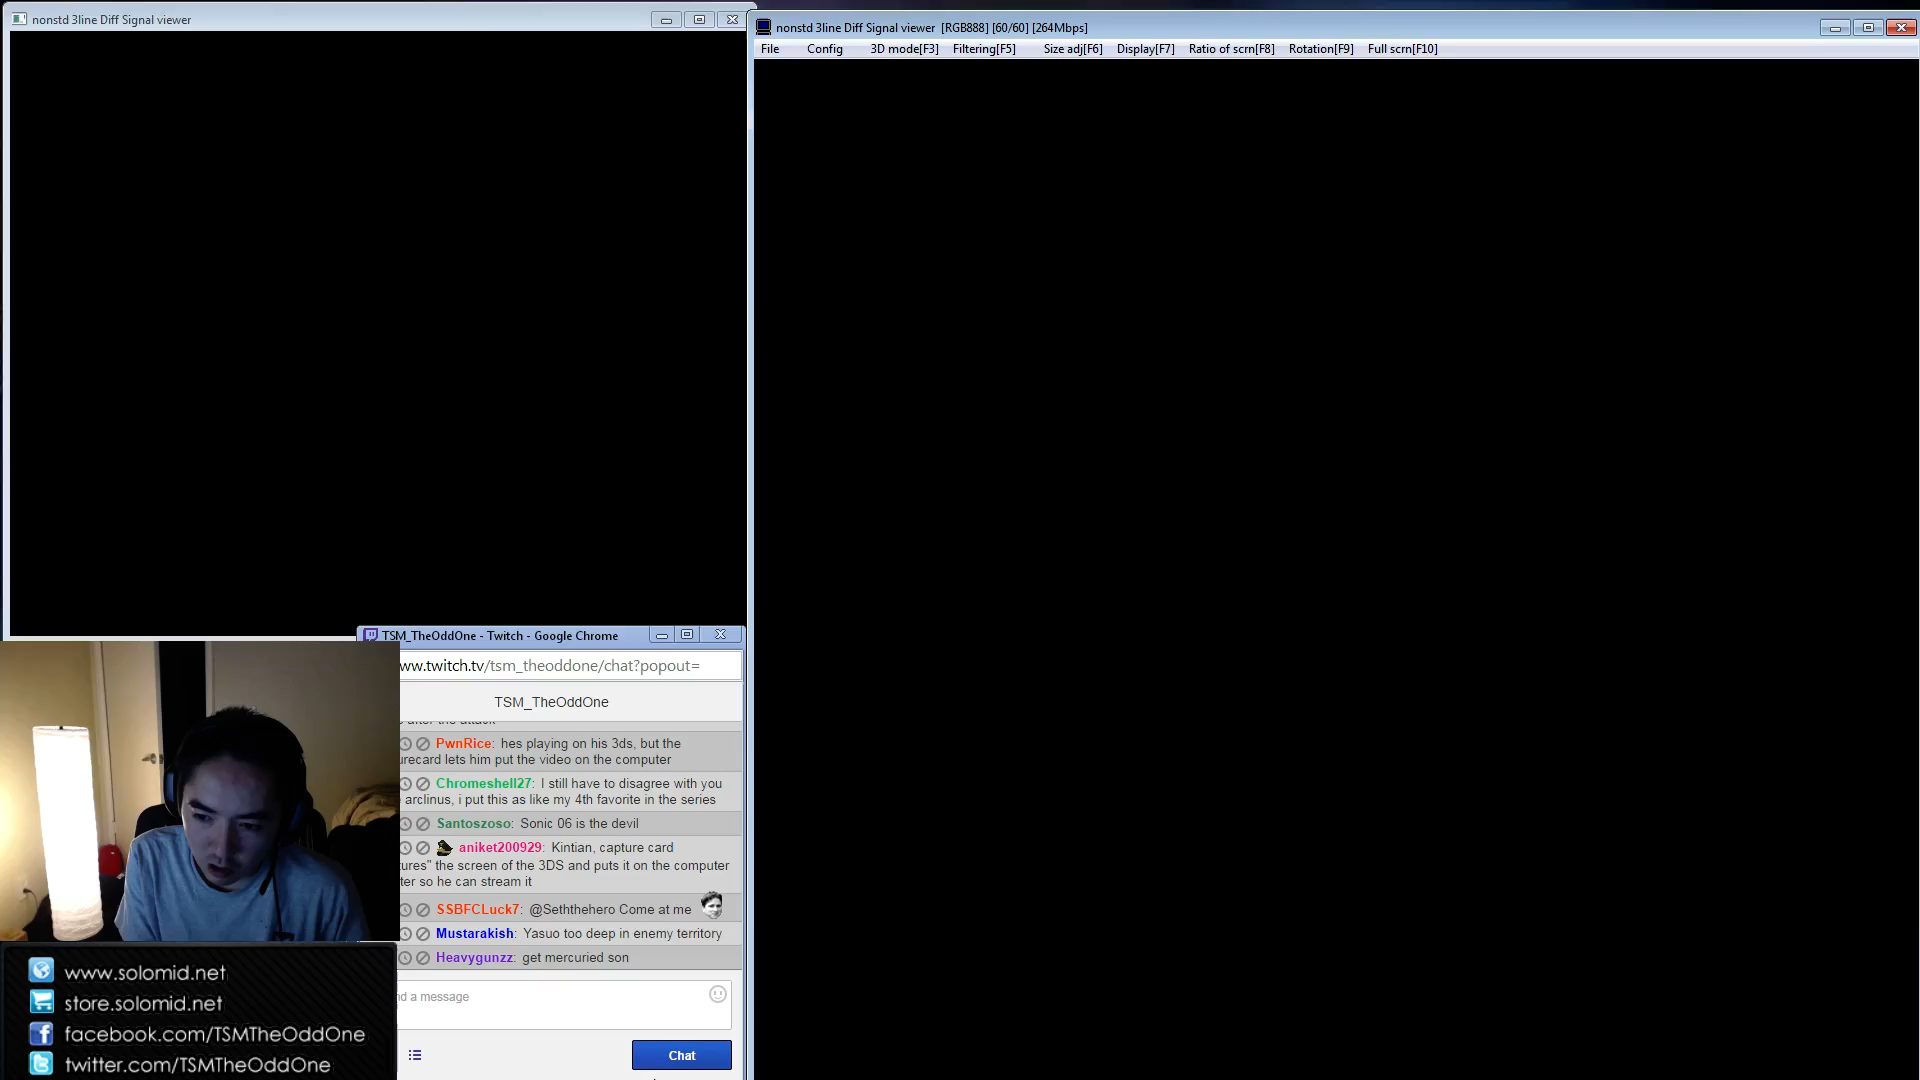 nonstd 3line Diff Signal viewer
nonstd 3line Diff Signal viewer [RGB888] [60/60] [264Mbps]
File Config 3D mode[F3] Filtering[F5] Size adj[F6] Display[F7] Ratio of scrn[F8] Rotation[F9] Full scrn[F10]
TSM_TheOddOne - Twitch - Google Chrome
ww.twitch.tv/tsm_theoddone/chat?popout=
TSM_TheOddOne
after the attack
PwnRice: hes playing on his 3ds, but the
urecard lets him put the video on the computer
Chromeshell27: I still have to disagree with you
arclinus, i put this as like my 4th favorite in the series
Santoszoso: Sonic 06 is the devil
aniket200929: Kintian, capture card
tures" the screen of the 3DS and puts it on the computer
ter so he can stream it
SSBFCLuck7: @Seththehero Come at me
Mustarakish: Yasuo too deep in enemy territory
Heavygunzz: get mercuried son
nd a message
Chat
www.solomid.net
store.solomid.net
facebook.com/TSMTheOddOne
twitter.com/TSMTheOddOne